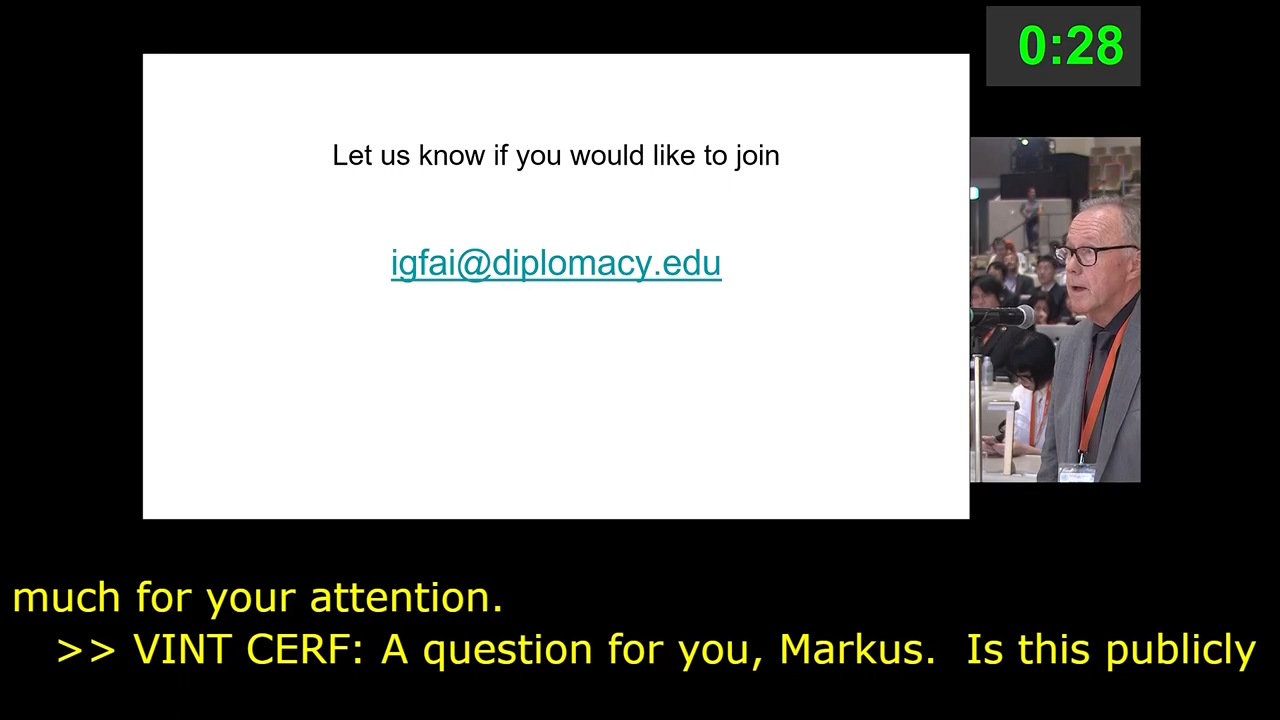 0:28
Let us know if you would like to join
igfai@diplomacy.edu
much for your attention.
>> VINT CERF: A question for you, Markus.  Is this publicly